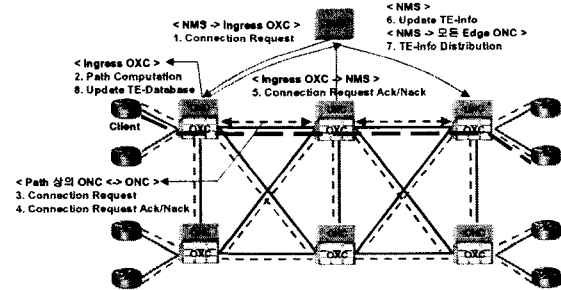 < NMS -> Ingress OXC >
1. Connection Request
< NMS >
6. Update TE-Info
< NMS -> 모든 Edge ONC >
7. TE-Info Distribution
< Ingress OXC >
2. Path Computation
8. Update TE-Database
< Ingress OXC -> NMS >
5. Connection Request Ack/Nack
Client
OXC
OXC
OXC
< Path 상의 ONC <-> ONC >
3. Connection Request
4. Connection Request Ack/Nack
OXC
OXC
OXC